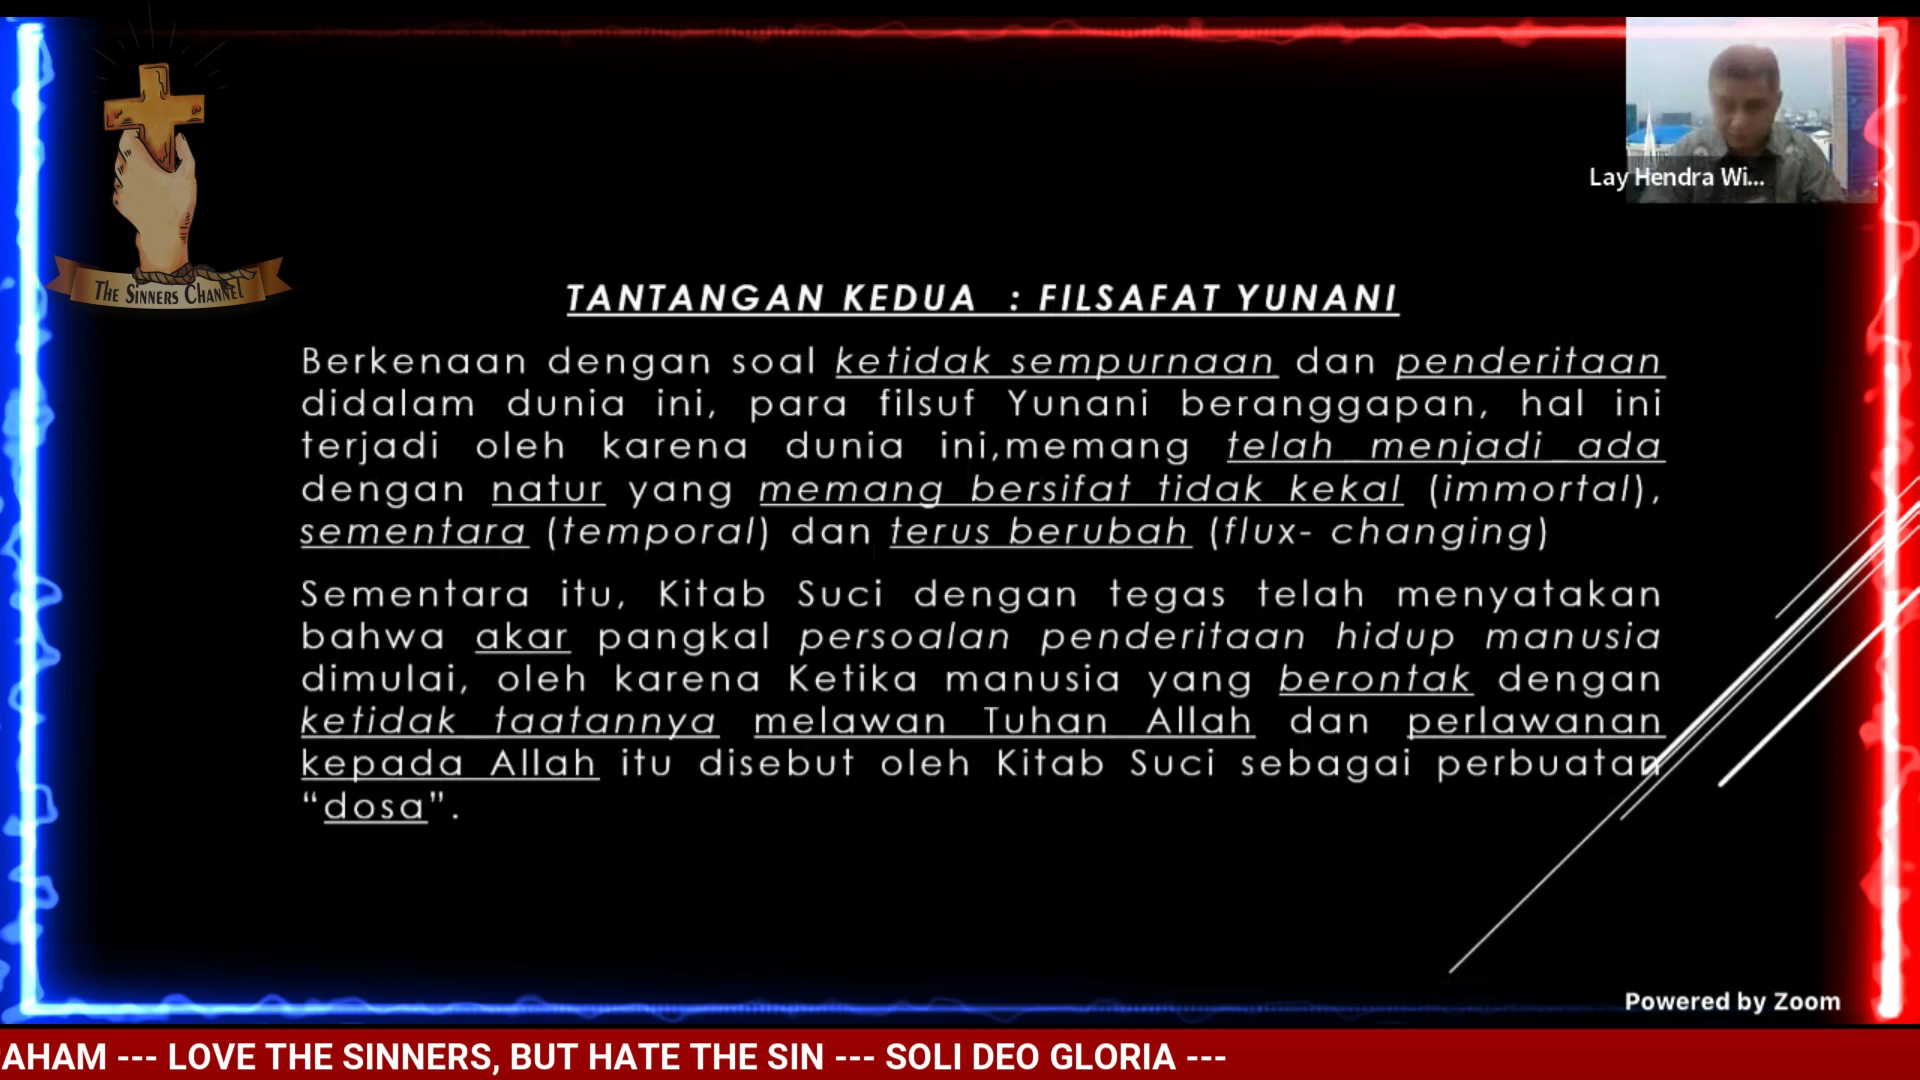 THE SINNERS CHANNEL
Lay Hendra Wi...
TANTANGAN KEDUA : FILSAFAT YUNANI
Berkenaan dengan soal ketidak sempurnaan dan penderitaan
didalam dunia ini, para filsuf Yunani beranggapan, hal ini
terjadi oleh karena dunia ini,memang telah menjadi ada
dengan natur yang memang bersifat tidak kekal (immortal),
sementara (temporal) dan terus berubah (flux- changing)
Sementara itu, Kitab Suci dengan tegas telah menyatakan
bahwa akar pangkal persoalan penderitaan hidup manusia
dimulai, oleh karena Ketika manusia yang berontak dengan
ketidak taatannya melawan Tuhan Allah dan perlawanan
kepada Allah itu disebut oleh Kitab Suci sebagai perbuatan
“dosa”.
Powered by Zoom
AHAM --- LOVE THE SINNERS, BUT HATE THE SIN --- SOLI DEO GLORIA ---